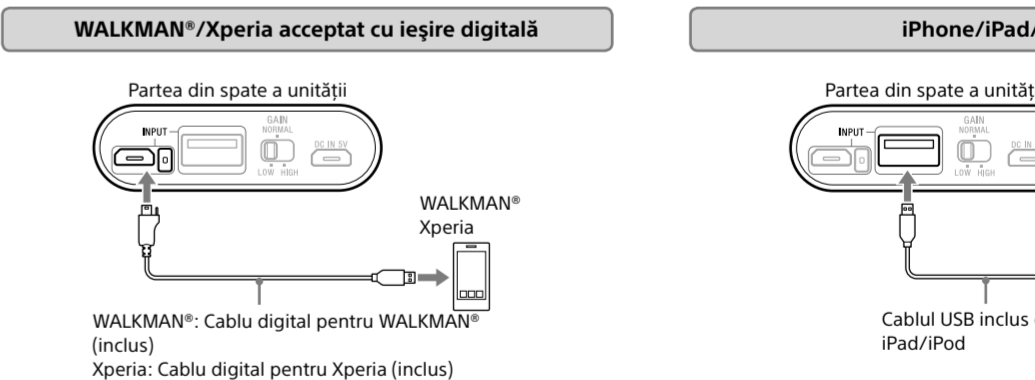 WALKMAN®/Xperia acceptat cu ieşire digitală
Partea din spate a unității
INPUT
GAIN
NORMAL
LOW HIGH
DC IN 5V
WALKMAN®
Xperia
WALKMAN®: Cablu digital pentru WALKMAN®
(inclus)
Xperia: Cablu digital pentru Xperia (inclus)
iPhone/iPad/
Partea din spate a unităț
INPUT
GAIN
NORMAL
LOW HIGH
DC IN
Cablul USB inclus
iPad/iPod